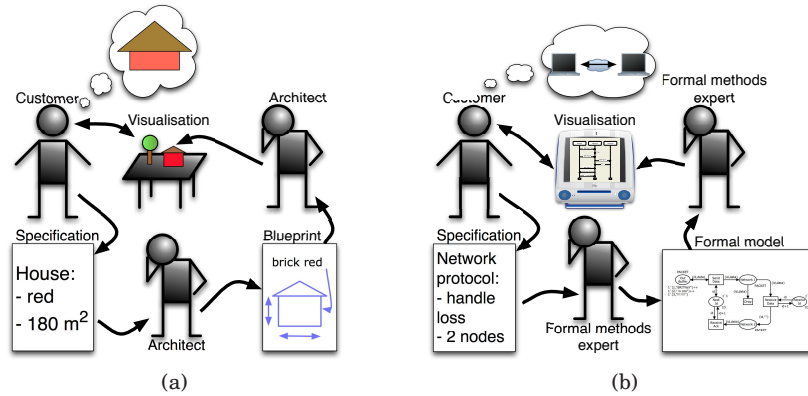 Customer
Visualisation
Architect
Specification
House:
- red
- 180 m²
Architect
Blueprint
brick red
(a)
Customer
Visualisation
Formal methods
expert
Specification
Network
protocol:
- handle
loss
- 2 nodes
Formal methods
expert
Formal model
(b)